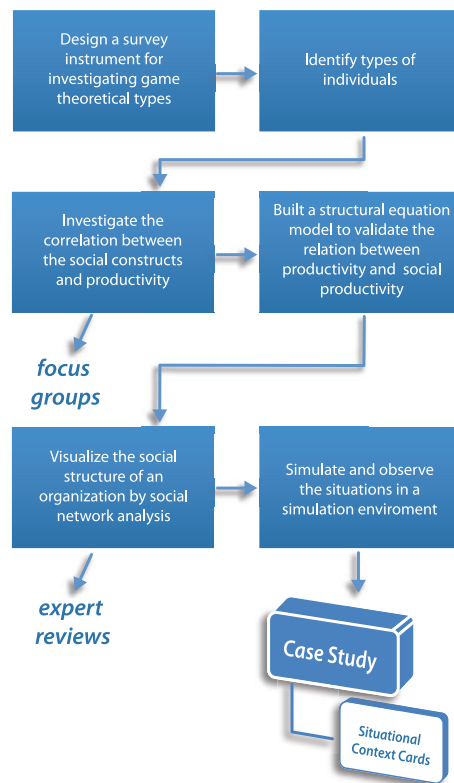 Design a survey
instrument for
investigating game
theoretical types
Identify types of
individuals
Investigate the
correlation between
the social constructs
and productivity
Built a structural equation
model to validate the
relation between
productivity and social
productivity
focus
groups
Visualize the social
structure of an
organization by social
network analysis
Simulate and observe
the situations in a
simulation enviroment
expert
reviews
Case Study
Situational
Context Cards